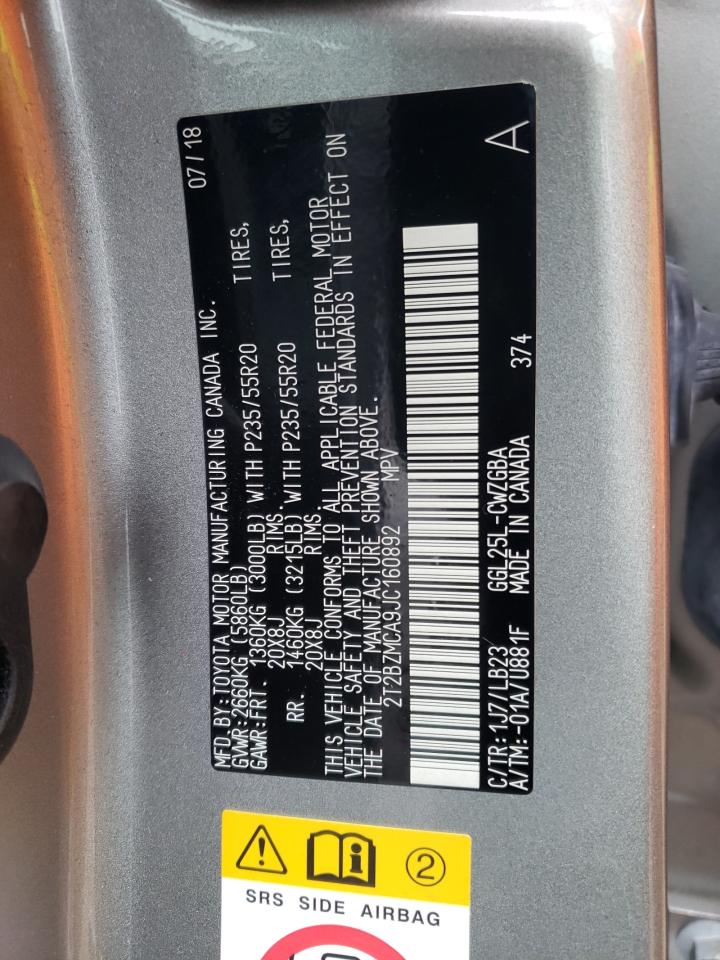 MFD.BY:TOYOTA MOTOR MANUFACTURING CANADA INC. 07/18
GVWR:2660KG (5860LB)
GAWR:FRT. 1360KG (3000LB) WITH P235/55R20 TIRES,
20X8J RIMS.
RR. 1460KG (3215LB) WITH P235/55R20 TIRES,
20X8J RIMS.
THIS VEHICLE CONFORMS TO ALL APPLICABLE FEDERAL MOTOR
VEHICLE SAFETY AND THEFT PREVENTION STANDARDS IN EFFECT ON
THE DATE OF MANUFACTURE SHOWN ABOVE.
2T2BZMCA9JC160892 MPV
C/TR:1J7/LB23 GGL25L-CWZGBA
A/TM:-01A/U881F MADE IN CANADA 374 A
2
SRS SIDE AIRBAG